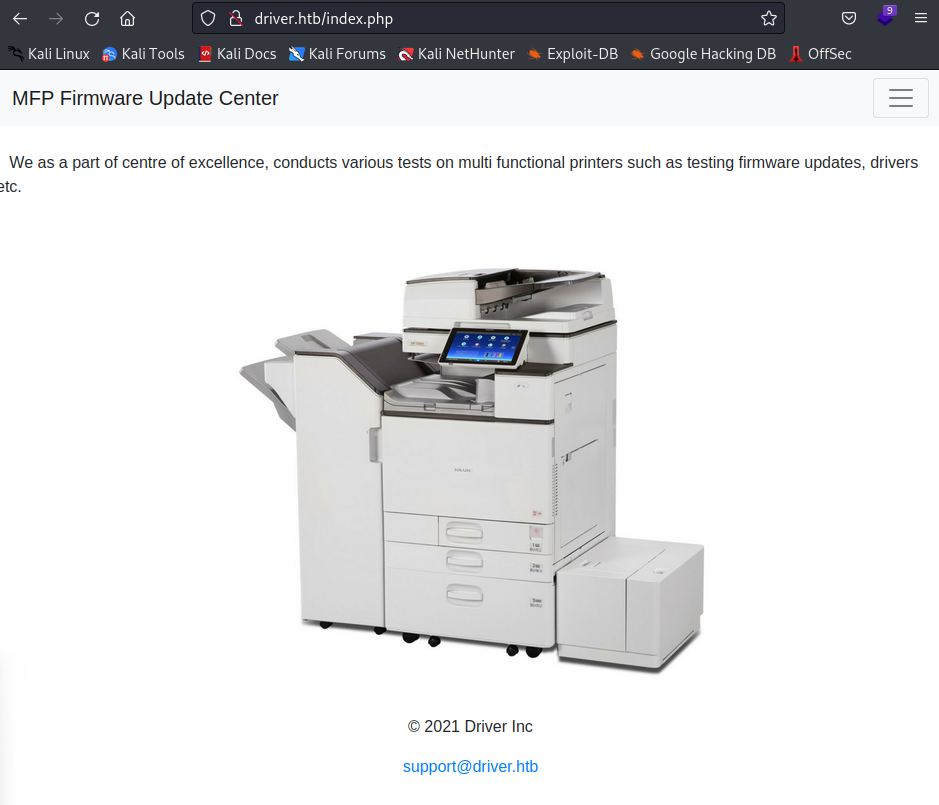 9
driver.htb/index.php
Kali Linux Kali Tools Kali Docs Kali Forums Kali NetHunter Exploit-DB Google Hacking DB OffSec
MFP Firmware Update Center
We as a part of centre of excellence, conducts various tests on multi functional printers such as testing firmware updates, drivers
etc.
© 2021 Driver Inc
support@driver.htb